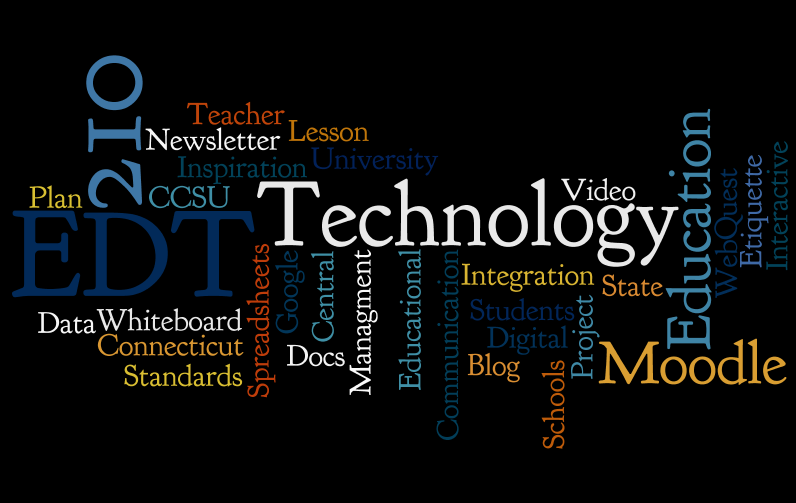 210
Teacher
Newsletter
Lesson
Inspiration
University
Plan
CCSU
EDT
Technology
Video
Education
WebQuest
Etiquette
Interactive
Data
Whiteboard
Connecticut
Standards
Spreadsheets
Google
Central
Docs
Managment
Educational
Communication
Integration
State
Students
Digital
Project
Blog
Schools
Moodle